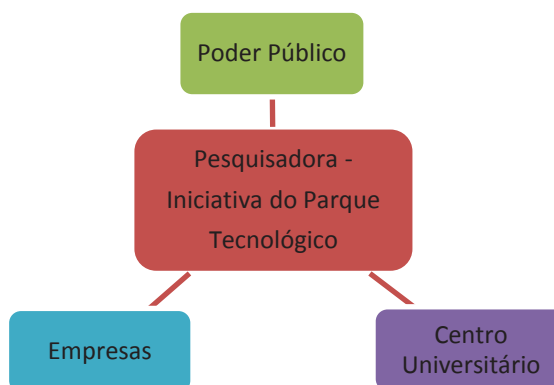 Poder Público
Pesquisadora -
Iniciativa do Parque
Tecnológico
Empresas
Centro
Universitário